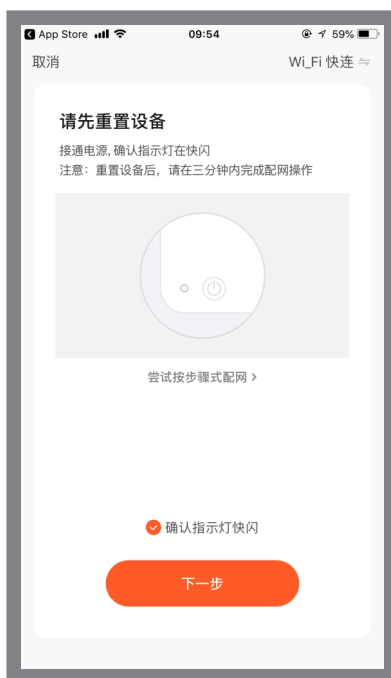 App Store 09:54 59%
取消 Wi_Fi 快连
请先重置设备
接通电源, 确认指示灯在快闪
注意：重置设备后，请在三分钟内完成配网操作
尝试按步骤式配网 >
确认指示灯快闪
下一步